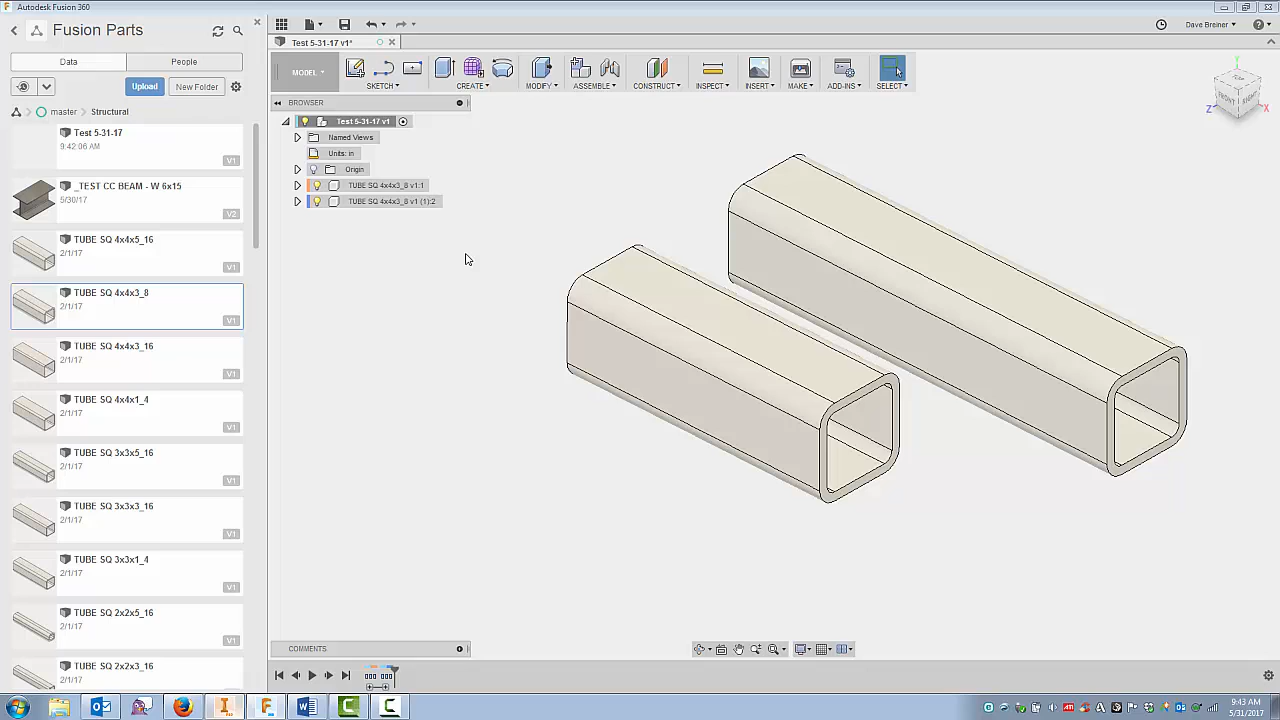 Autodesk Fusion 360
Fusion Parts
Data
People
Upload
New Folder
master
Structural
Test 5-31-17
9:42:06 AM
V1
_TEST CC BEAM - W 6x15
5/30/17
V2
TUBE SQ 4x4x5_16
2/1/17
V1
TUBE SQ 4x4x3_8
2/1/17
V1
TUBE SQ 4x4x3_16
2/1/17
V1
TUBE SQ 4x4x1_4
2/1/17
V1
TUBE SQ 3x3x5_16
2/1/17
V1
TUBE SQ 3x3x3_16
2/1/17
V1
TUBE SQ 3x3x1_4
2/1/17
V1
TUBE SQ 2x2x5_16
2/1/17
V1
TUBE SQ 2x2x3_16
2/1/17
V1
Dave Breiner
Test 5-31-17 v1*
MODEL
SKETCH
CREATE
MODIFY
ASSEMBLE
CONSTRUCT
INSPECT
INSERT
MAKE
ADD-INS
SELECT
BROWSER
Test 5-31-17 v1
Named Views
Units: in
Origin
TUBE SQ 4x4x3_8 v1:1
TUBE SQ 4x4x3_8 v1 (1):2
Y
Z
X
FRONT
RIGHT
COMMENTS
9:43 AM
5/31/2017